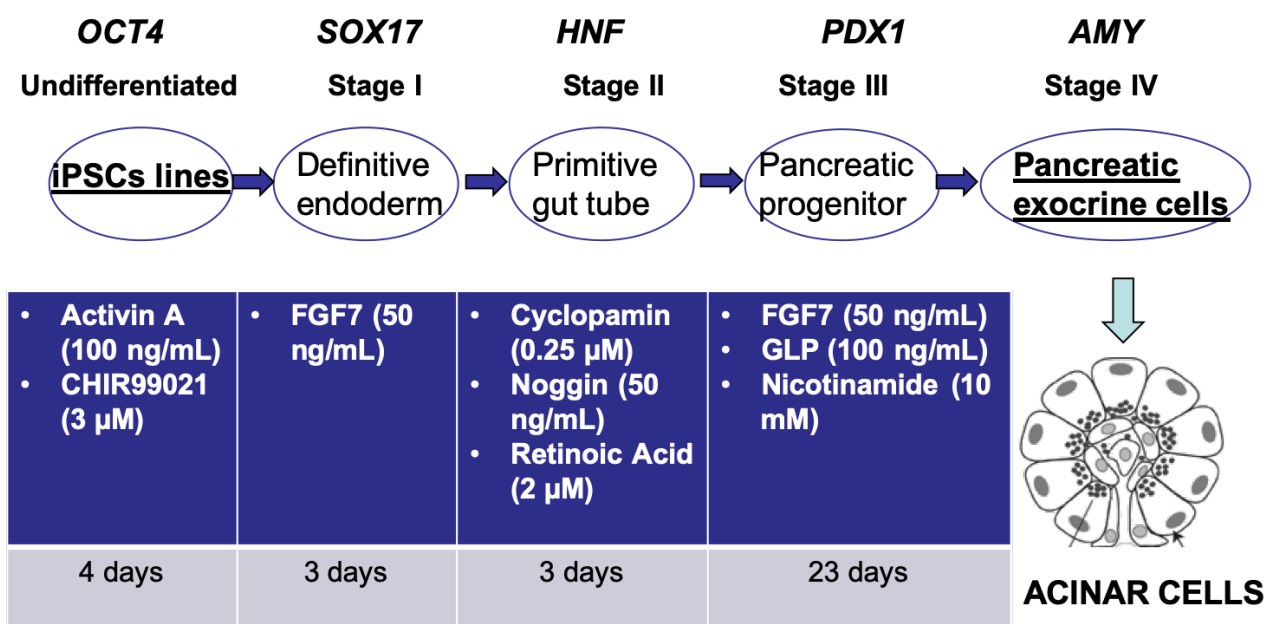 OCT4 SOX17 HNF PDX1 AMY
Undifferentiated Stage I Stage II Stage III Stage IV
iPSCs lines
Definitive
endoderm
Primitive
gut tube
Pancreatic
progenitor
Pancreatic
exocrine cells
• Activin A
(100 ng/mL)
• CHIR99021
(3 µM)
• FGF7 (50
ng/mL)
• Cyclopamin
(0.25 µM)
• Noggin (50
ng/mL)
• Retinoic Acid
(2 µM)
• FGF7 (50 ng/mL)
• GLP (100 ng/mL)
• Nicotinamide (10
mM)
4 days 3 days 3 days 23 days
ACINAR CELLS